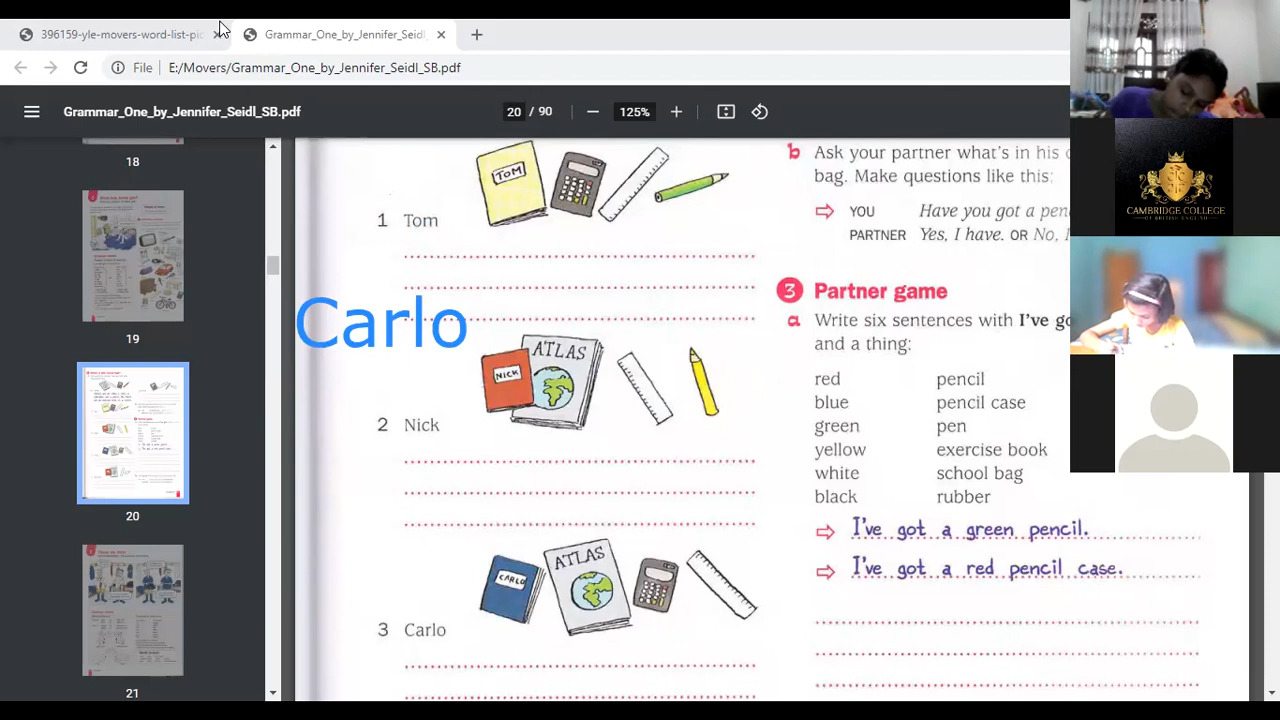 396159-yle-movers-word-list-pic
Grammar_One_by_Jennifer_Seidl
File
E:/Movers/Grammar_One_by_Jennifer_Seidl_SB.pdf
Grammar_One_by_Jennifer_Seidl_SB.pdf
20 / 90
125%
18
19
20
21
TOM
1 Tom
Carlo
NICK
ATLAS
2 Nick
CARLO
ATLAS
3 Carlo
b Ask your partner what's in his
bag. Make questions like this:
YOU Have you got a pen
PARTNER Yes, I have. OR No, I
3 Partner game
a Write six sentences with I've go
and a thing:
red pencil
blue pencil case
green pen
yellow exercise book
white school bag
black rubber
I've got a green pencil.
I've got a red pencil case.
CAMBRIDGE COLLEGE
OF BRITISH ENGLISH